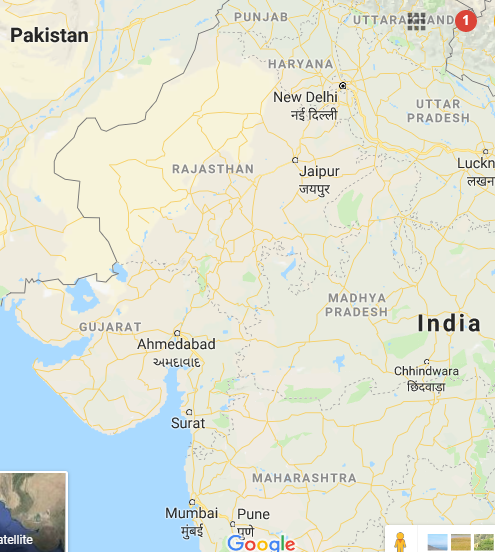 PUNJAB
UTTARAKHAND
1
Pakistan
HARYANA
New Delhi
नई दिल्ली
UTTAR
PRADESH
RAJASTHAN
Jaipur
जयपुर
Luckn
लखन
MADHYA
PRADESH
India
GUJARAT
Ahmedabad
અમદાવાદ
Chhindwara
छिंदवाड़ा
Surat
MAHARASHTRA
Mumbai
मुंबई
Pune
पुणे
Google
atellite